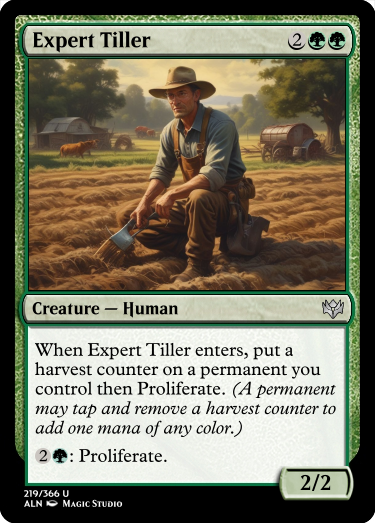 Expert Tiller 2
Creature — Human
When Expert Tiller enters, put a
harvest counter on a permanent you
control then Proliferate. (A permanent
may tap and remove a harvest counter to
add one mana of any color.)
2: Proliferate.
2/2
219/366 U
ALN Magic Studio